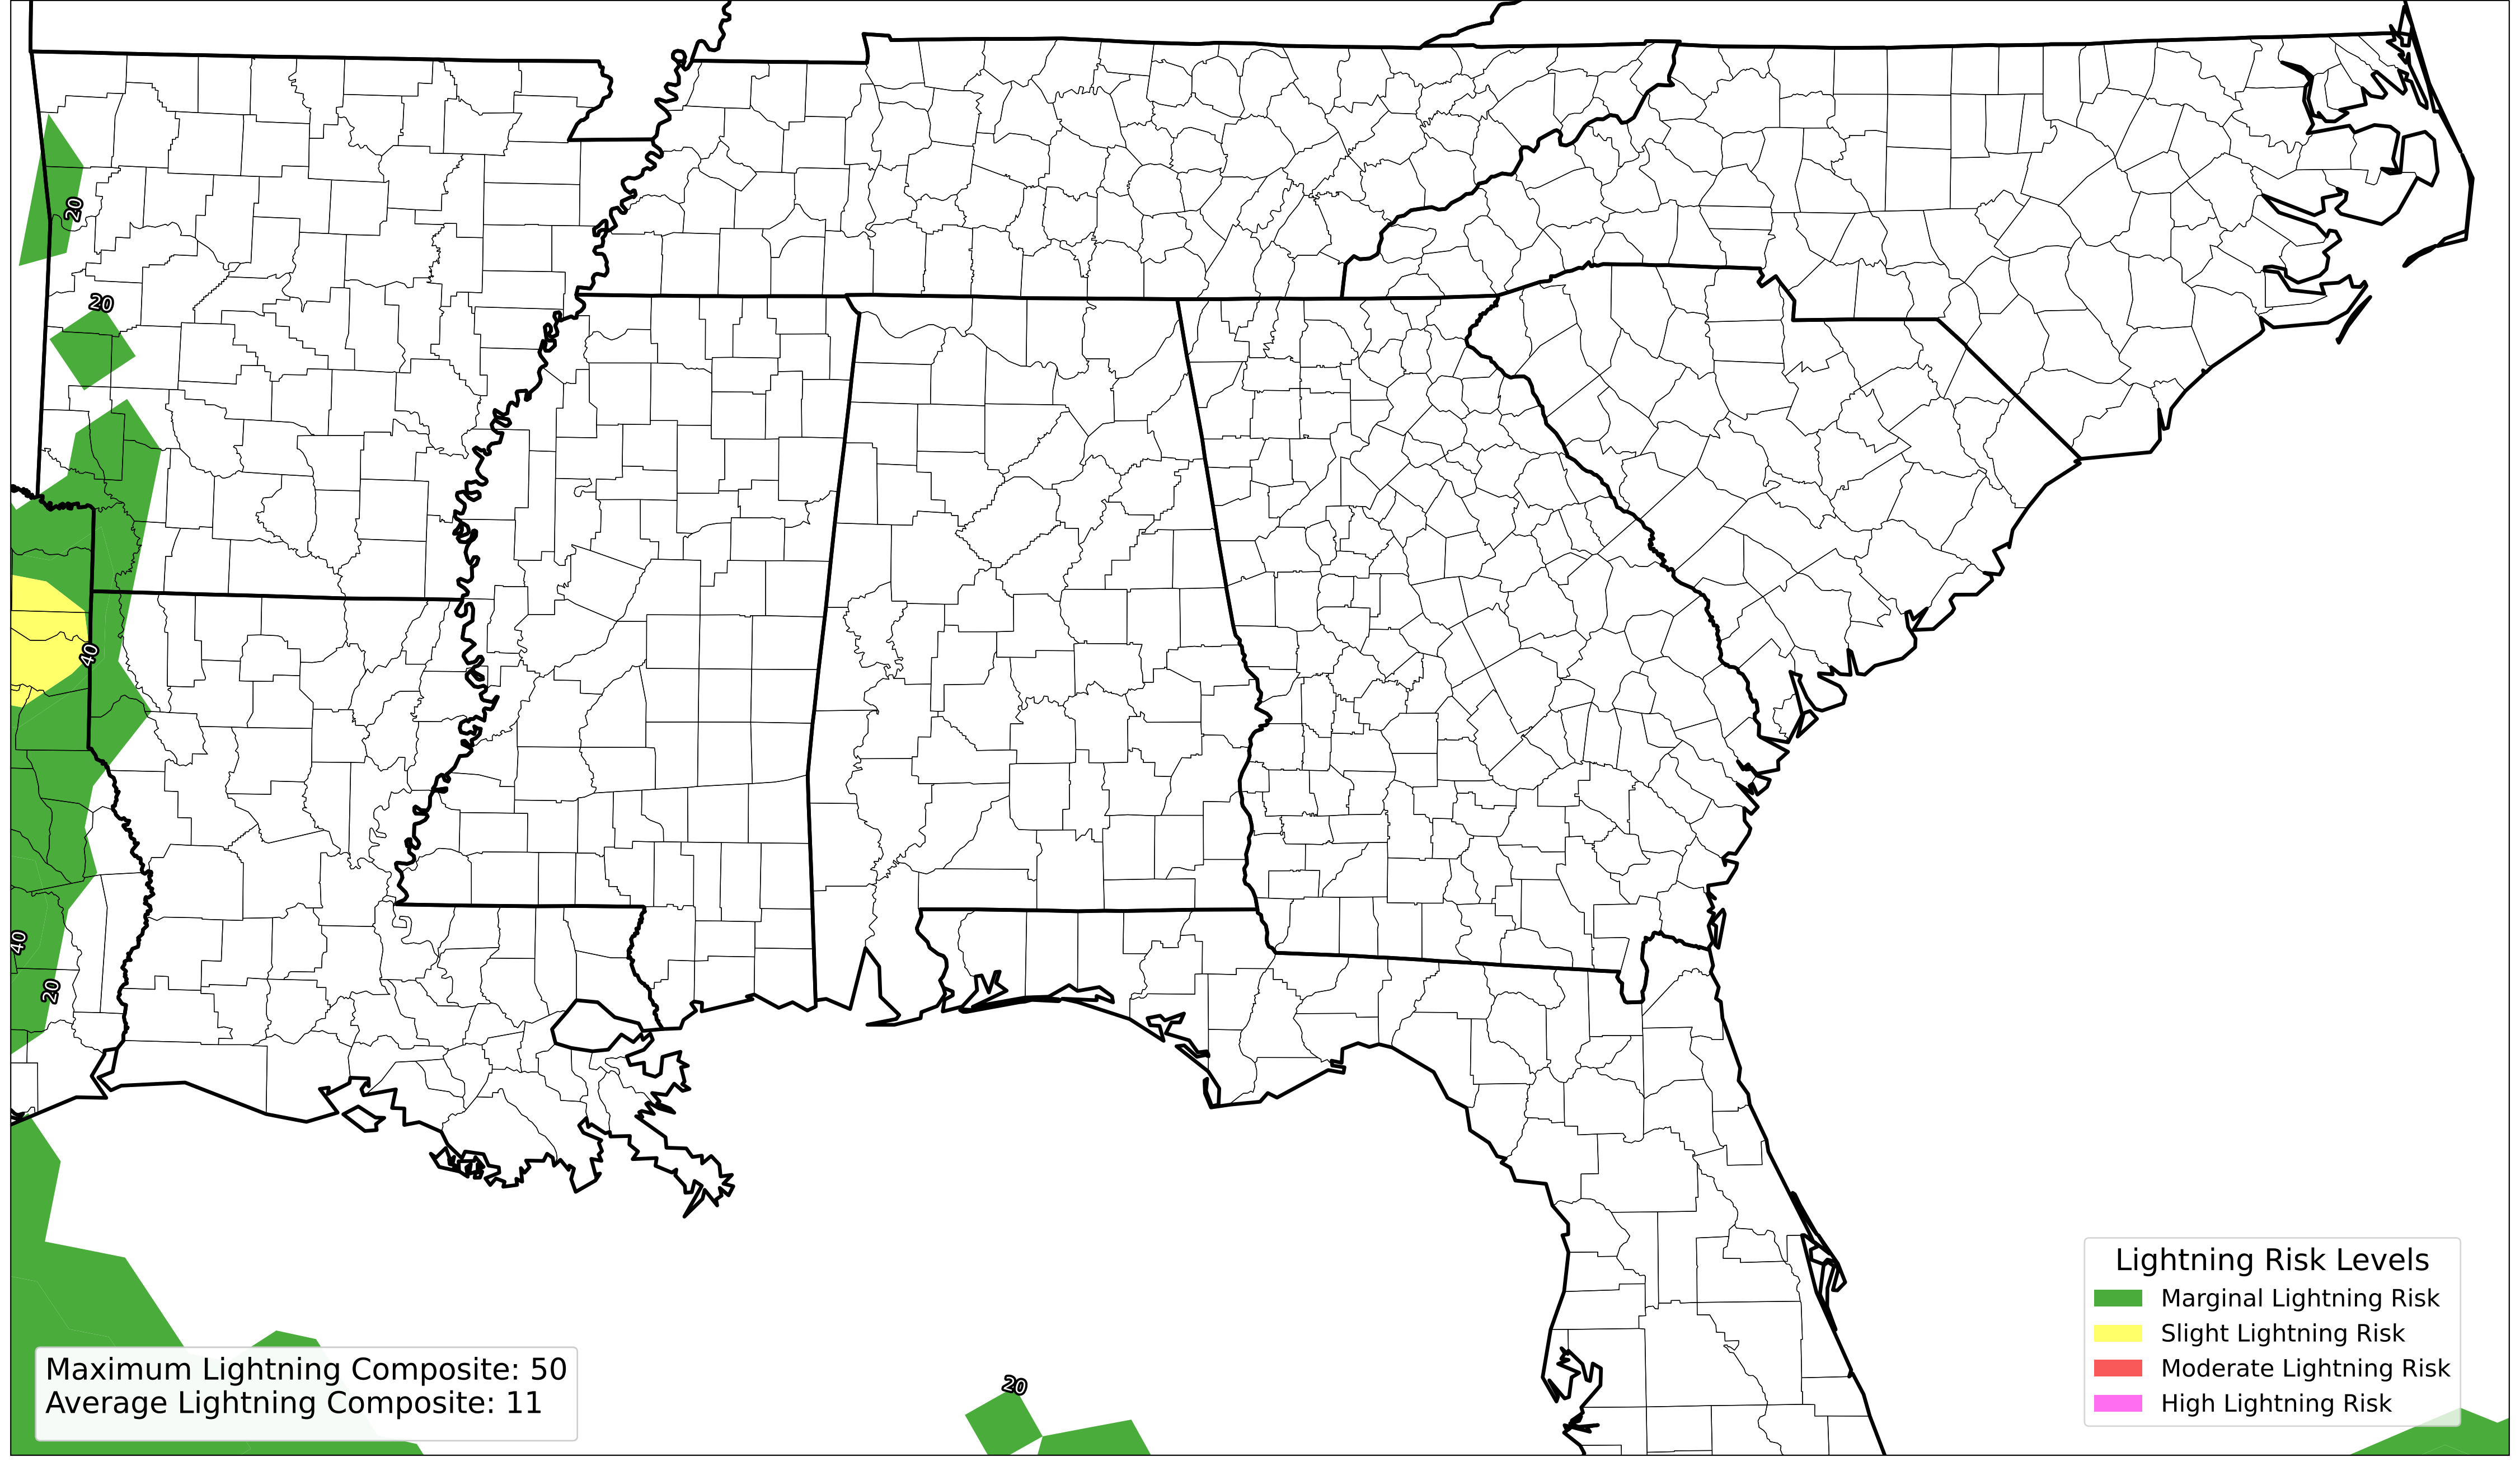 20
20
40
40
20
20
Maximum Lightning Composite: 50
Average Lightning Composite: 11
Lightning Risk Levels
Marginal Lightning Risk
Slight Lightning Risk
Moderate Lightning Risk
High Lightning Risk